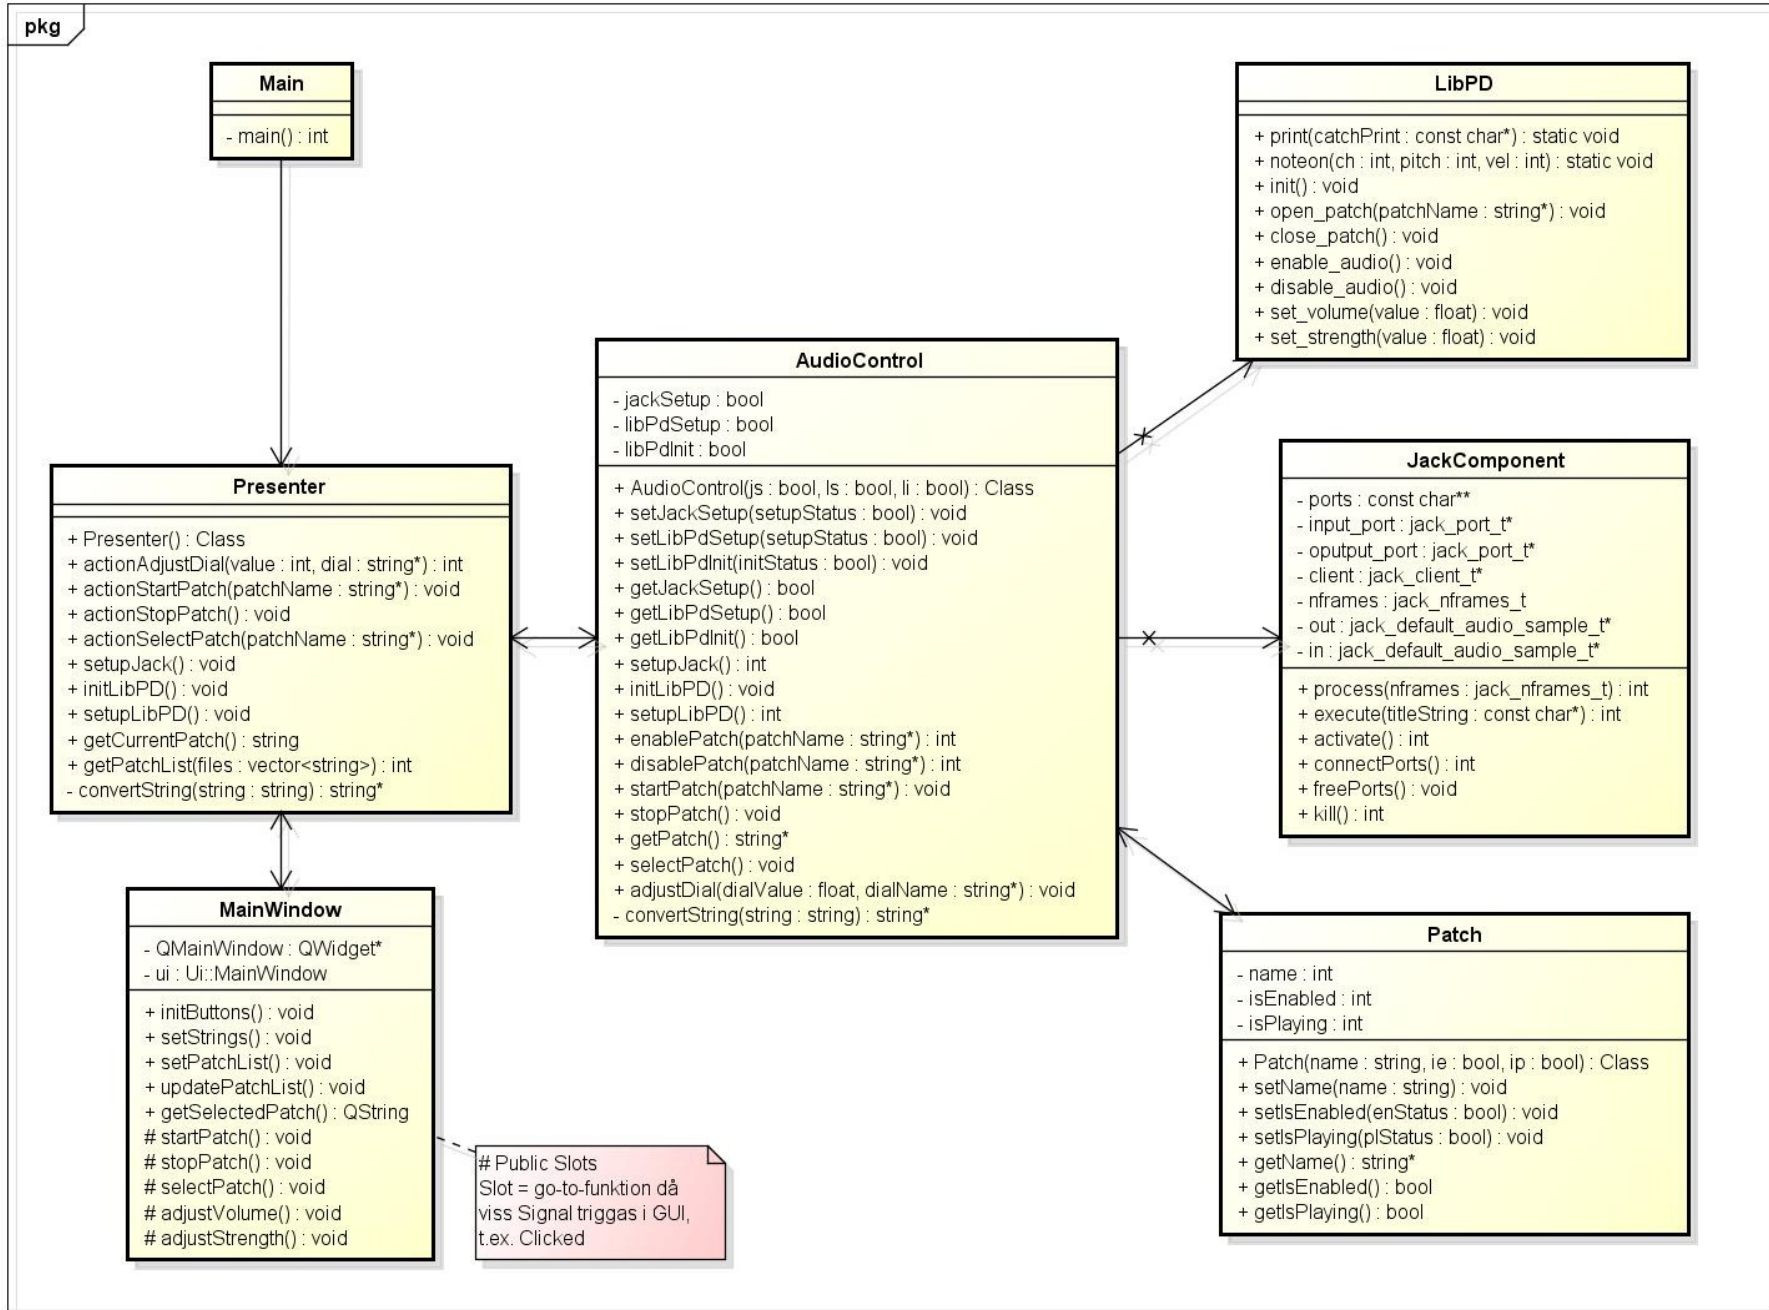 pkg
Main
- main() : int
LibPD
+ print(catchPrint : const char*) : static void
+ noteon(ch : int, pitch : int, vel : int) : static void
+ init() : void
+ open_patch(patchName : string*) : void
+ close_patch() : void
+ enable_audio() : void
+ disable_audio() : void
+ set_volume(value : float) : void
+ set_strength(value : float) : void
AudioControl
- jackSetup : bool
- libPdSetup : bool
- libPdInit : bool
+ AudioControl(js : bool, ls : bool, li : bool) : Class
+ setJackSetup(setupStatus : bool) : void
+ setLibPdSetup(setupStatus : bool) : void
+ setLibPdInit(initStatus : bool) : void
+ getJackSetup() : bool
+ getLibPdSetup() : bool
+ getLibPdInit() : bool
+ setupJack() : int
+ initLibPD() : void
+ setupLibPD() : int
+ enablePatch(patchName : string*) : int
+ disablePatch(patchName : string*) : int
+ startPatch(patchName : string*) : void
+ stopPatch() : void
+ getPatch() : string*
+ selectPatch() : void
+ adjustDial(dialValue : float, dialName : string*) : void
- convertString(string : string) : string*
JackComponent
- ports : const char**
- input_port : jack_port_t*
- oputput_port : jack_port_t*
- client : jack_client_t*
- nframes : jack_nframes_t
- out : jack_default_audio_sample_t*
- in : jack_default_audio_sample_t*
+ process(nframes : jack_nframes_t) : int
+ execute(titleString : const char*) : int
+ activate() : int
+ connectPorts() : int
+ freePorts() : void
+ kill() : int
Presenter
+ Presenter() : Class
+ actionAdjustDial(value : int, dial : string*) : int
+ actionStartPatch(patchName : string*) : void
+ actionStopPatch() : void
+ actionSelectPatch(patchName : string*) : void
+ setupJack() : void
+ initLibPD() : void
+ setupLibPD() : void
+ getCurrentPatch() : string
+ getPatchList(files : vector<string>) : int
- convertString(string : string) : string*
MainWindow
- QMainWindow : QWidget*
- ui : Ui::MainWindow
+ initButtons() : void
+ setStrings() : void
+ setPatchList() : void
+ updatePatchList() : void
+ getSelectedPatch() : QString
# startPatch() : void
# stopPatch() : void
# selectPatch() : void
# adjustVolume() : void
# adjustStrength() : void
# Public Slots
Slot = go-to-funktion då
viss Signal triggas i GUI,
t.ex. Clicked
Patch
- name : int
- isEnabled : int
- isPlaying : int
+ Patch(name : string, ie : bool, ip : bool) : Class
+ setName(name : string) : void
+ setIsEnabled(enStatus : bool) : void
+ setIsPlaying(plStatus : bool) : void
+ getName() : string*
+ getIsEnabled() : bool
+ getIsPlaying() : bool